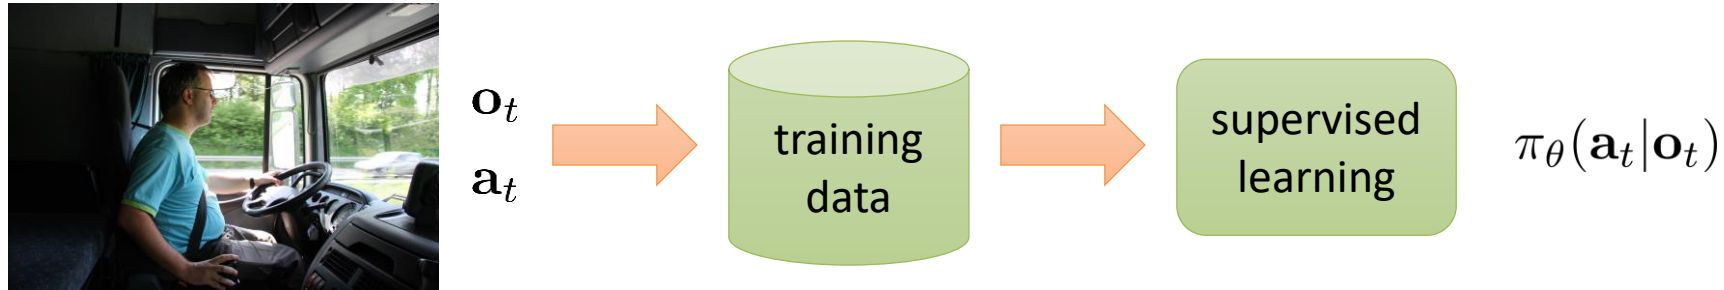 o_t
a_t
training
data
supervised
learning
π_θ(a_t|o_t)